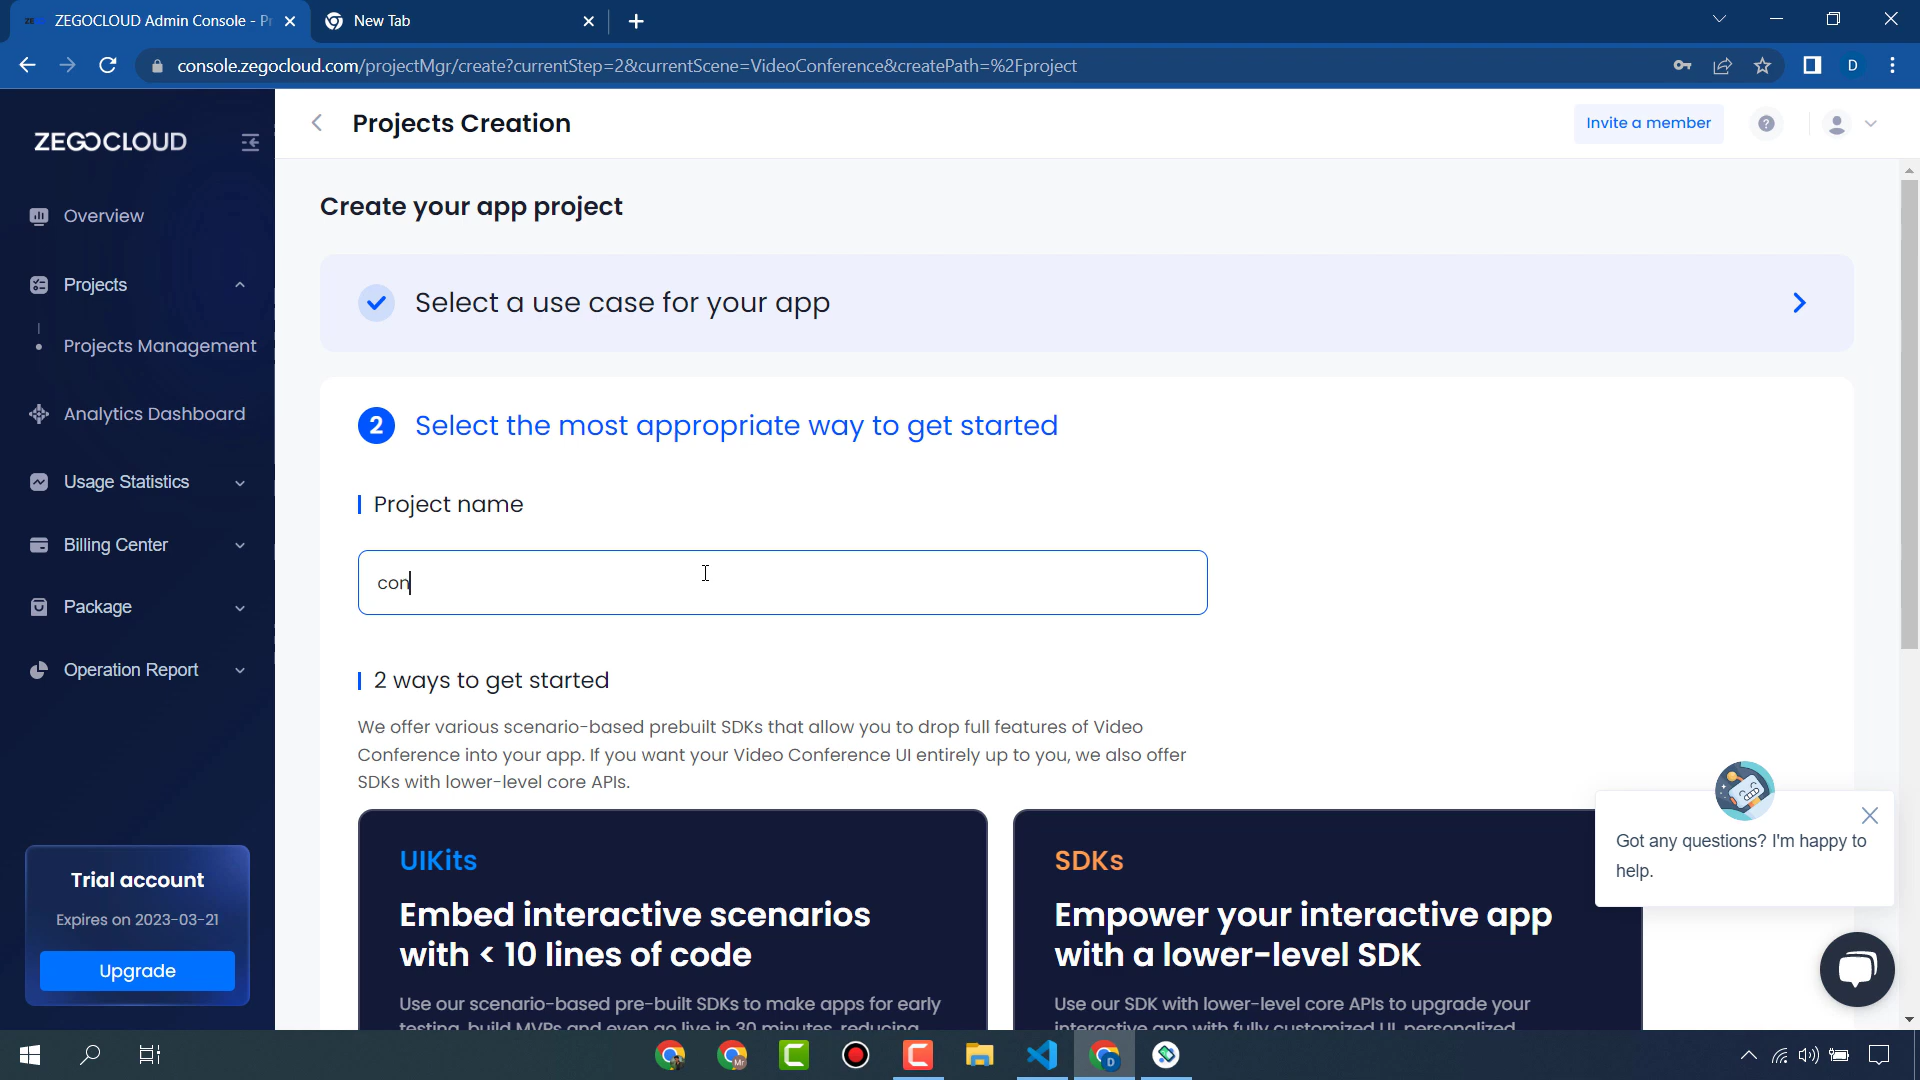 ZEGOCLOUD Admin Console - Pr
New Tab
console.zegocloud.com/projectMgr/create?currentStep=2&currentScene=VideoConference&createPath=%2Fproject
D
ZEGOCLOUD
Projects Creation
Invite a member
Overview
Projects
Projects Management
Analytics Dashboard
Usage Statistics
Billing Center
Package
Operation Report
Trial account
Expires on 2023-03-21
Upgrade
Create your app project
Select a use case for your app
2 Select the most appropriate way to get started
Project name
con
2 ways to get started
We offer various scenario-based prebuilt SDKs that allow you to drop full features of Video
Conference into your app. If you want your Video Conference UI entirely up to you, we also offer
SDKs with lower-level core APIs.
UIKits
Embed interactive scenarios
with < 10 lines of code
Use our scenario-based pre-built SDKs to make apps for early
testing, build MVPs and even go live in 30 minutes, reducing
SDKs
Empower your interactive app
with a lower-level SDK
Use our SDK with lower-level core APIs to upgrade your
interactive app with fully customized UI, personalized
Got any questions? I'm happy to
help.